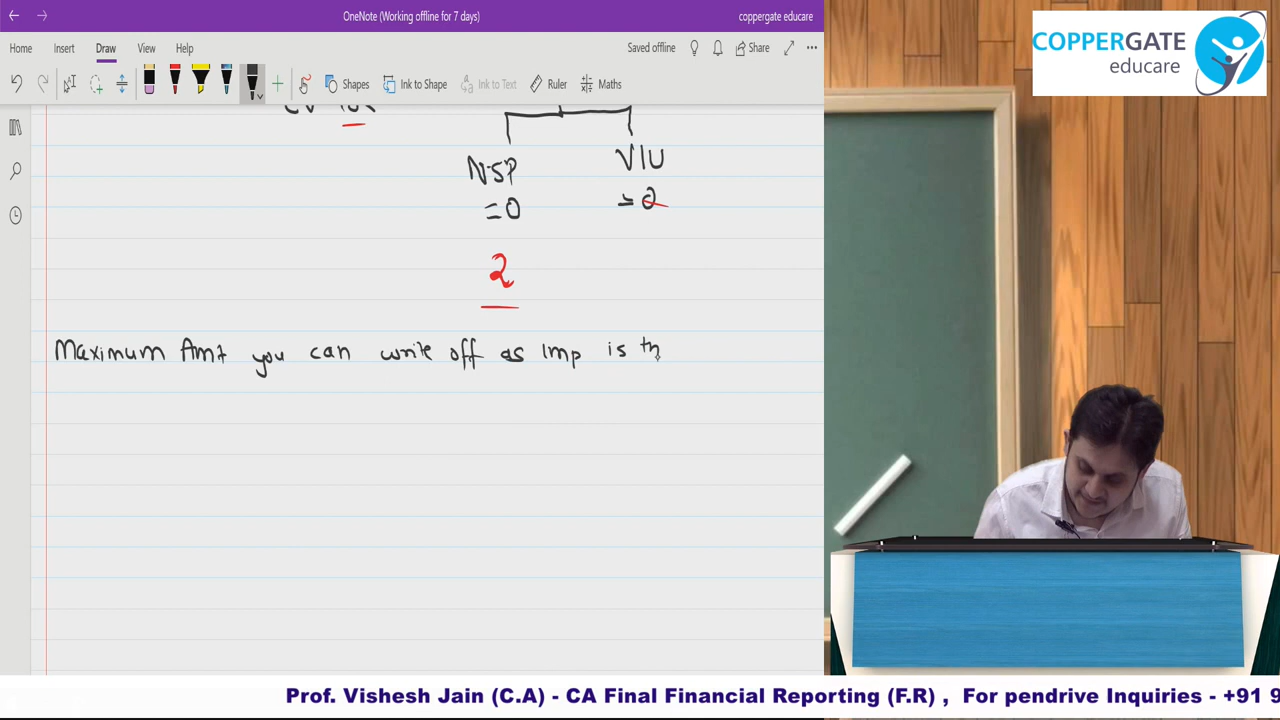 OneNote (Working offline for 7 days)
coppergate educare
Home Insert Draw View Help
Saved offline Share
Shapes Ink to Shape Ink to Text Ruler Maths
COPPERGATE
educare
NSP VIU
=0 =0
2
Maximum Amt you can write off as Imp is th
Prof. Vishesh Jain (C.A) - CA Final Financial Reporting (F.R) , For pendrive Inquiries - +91 9